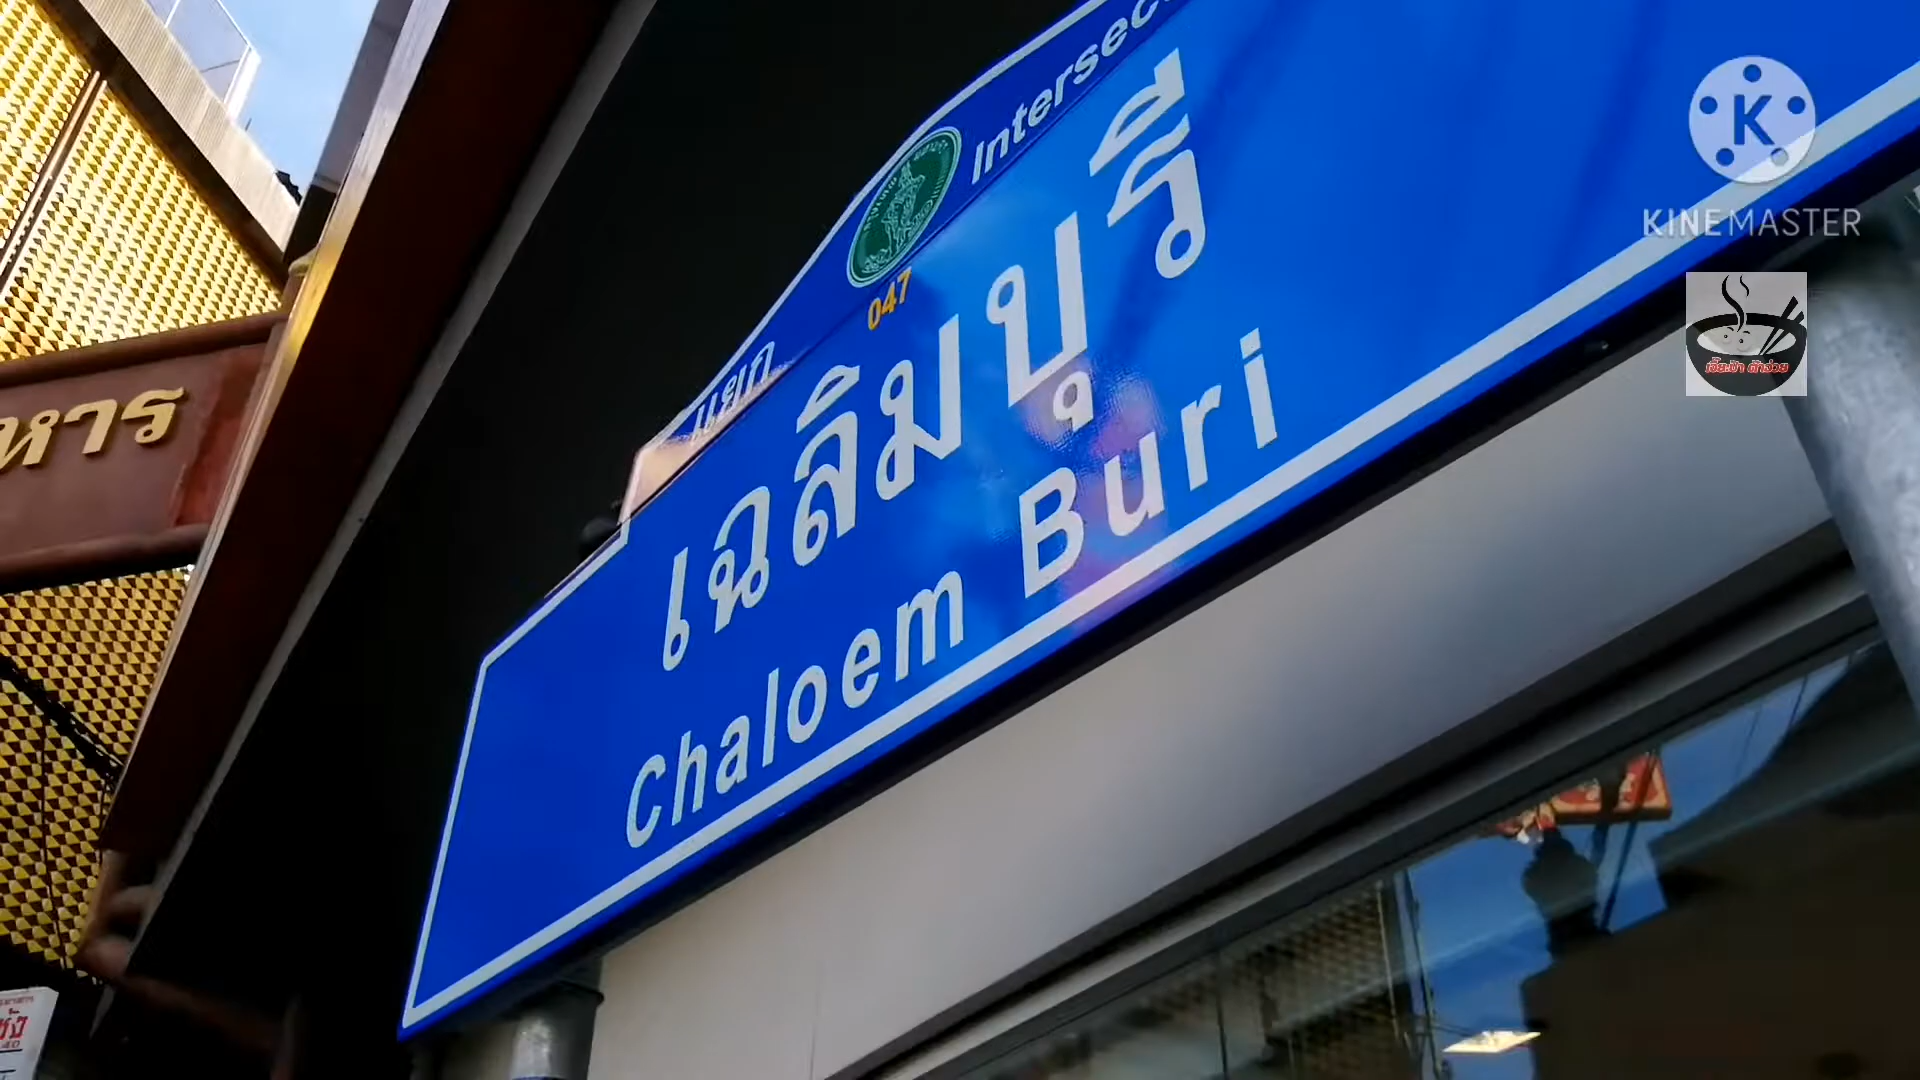 แยก
Intersec
047
เฉลิมบุรี
Chaloem Buri
หาร
K
KINEMASTER